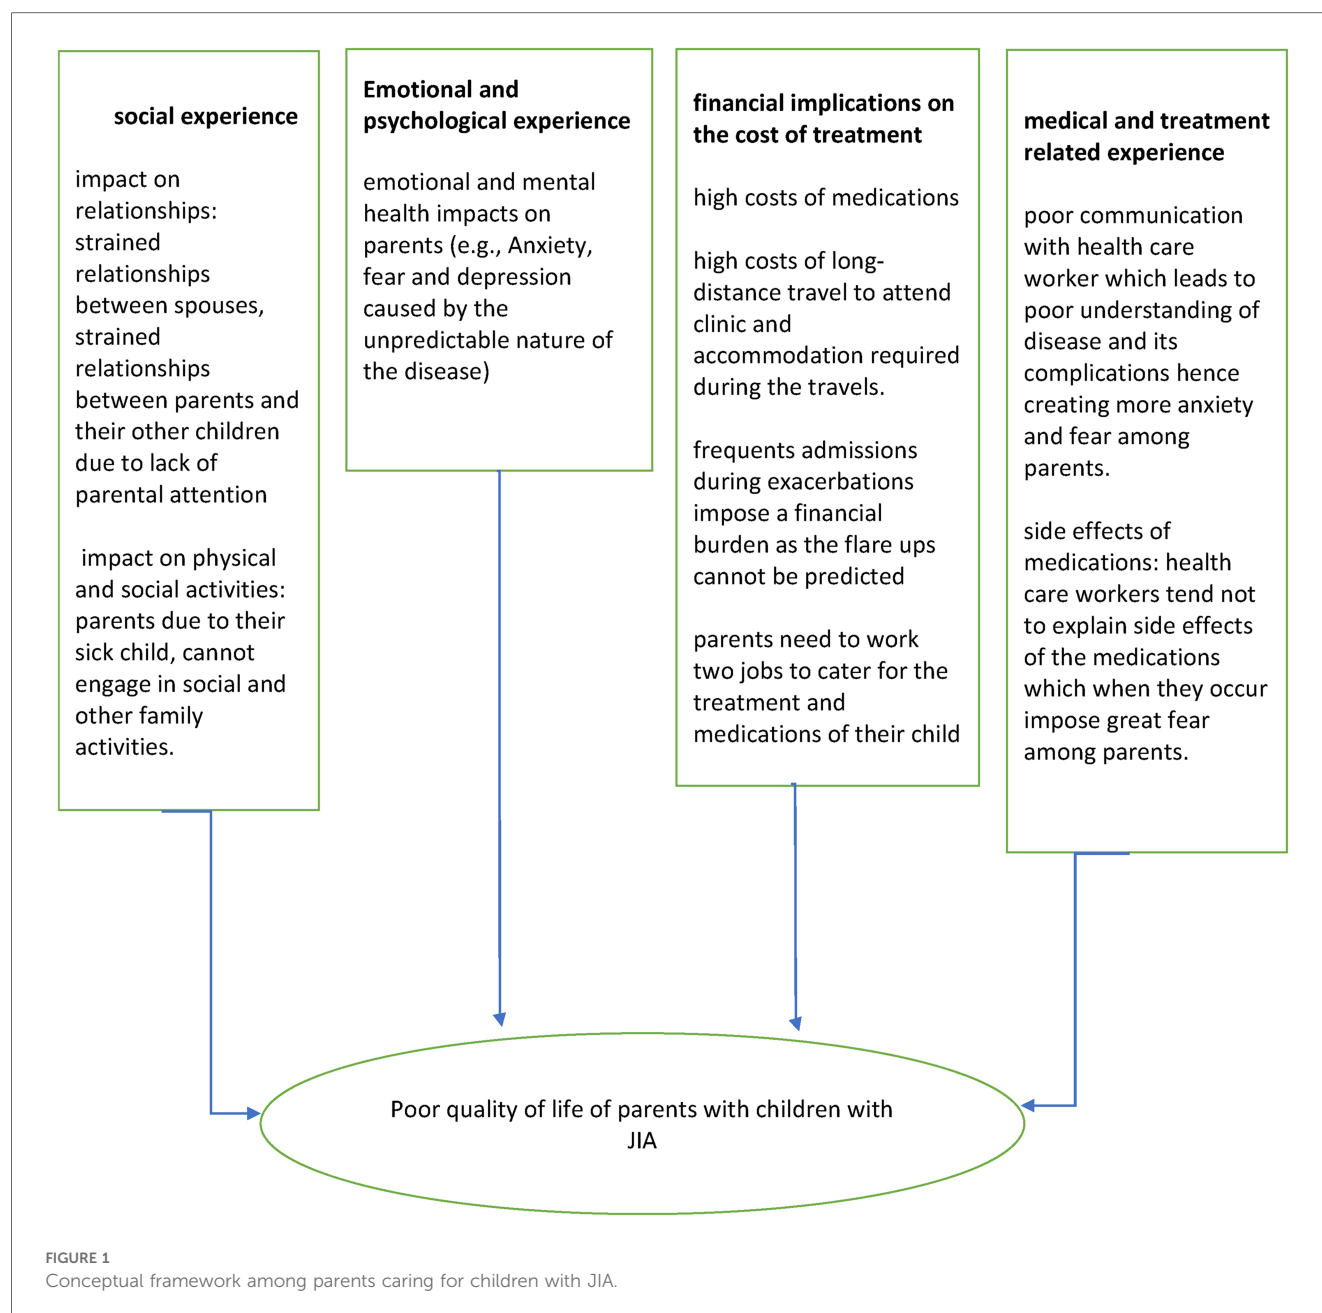 social experience
impact on
relationships:
strained
relationships
between spouses,
strained
relationships
between parents and
their other children
due to lack of
parental attention
impact on physical
and social activities:
parents due to their
sick child, cannot
engage in social and
other family
activities.
Emotional and
psychological experience
emotional and mental
health impacts on
parents (e.g., Anxiety,
fear and depression
caused by the
unpredictable nature of
the disease)
financial implications on
the cost of treatment
high costs of medications
high costs of long-
distance travel to attend
clinic and
accommodation required
during the travels.
frequents admissions
during exacerbations
impose a financial
burden as the flare ups
cannot be predicted
parents need to work
two jobs to cater for the
treatment and
medications of their child
medical and treatment
related experience
poor communication
with health care
worker which leads to
poor understanding of
disease and its
complications hence
creating more anxiety
and fear among
parents.
side effects of
medications: health
care workers tend not
to explain side effects
of the medications
which when they occur
impose great fear
among parents.
Poor quality of life of parents with children with
JIA
FIGURE 1
Conceptual framework among parents caring for children with JIA.